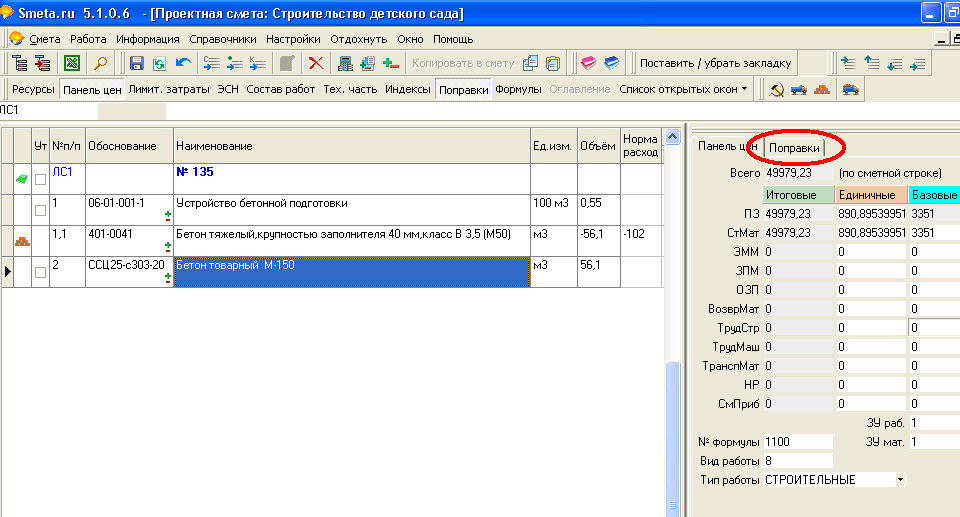 Smeta.ru 5.1.0.6 - [Проектная смета: Строительство детского сада]
Смета Работа Информация Справочники Настройки Отдохнуть Окно Помощь
Копировать в смету Поставить / убрать закладку
Ресурсы Панель цен Лимит. затраты ЭСН Состав работ Тех. часть Индексы Поправки Формулы Оглавление Список открытых окон
ЛС1
Ут №п/п Обоснование Наименование Ед.изм. Объём Норма расход
ЛС1 № 135
1 06-01-001-1 Устройство бетонной подготовки 100 м3 0,55
1,1 401-0041 Бетон тяжелый,крупностью заполнителя 40 мм,класс В 3,5 (М50) м3 -56,1 -102
2 ССЦ25-с303-20 Бетон товарный М-150 м3 56,1
Панель цен Поправки
Всего 49979,23 (по сметной строке)
Итоговые Единичные Базовые
ПЗ 49979,23 890,89539951 3351
СтМат 49979,23 890,89539951 3351
ЭММ 0 0 0
ЗПМ 0 0 0
ОЗП 0 0 0
ВозврМат 0 0 0
ТрудСтр 0 0 0
ТрудМаш 0 0 0
ТранспМат 0 0 0
НР 0 0 0
СмПриб 0 0 0
ЗУ раб. 1
№ формулы 1100 ЗУ мат. 1
Вид работы 8
Тип работы СТРОИТЕЛЬНЫЕ